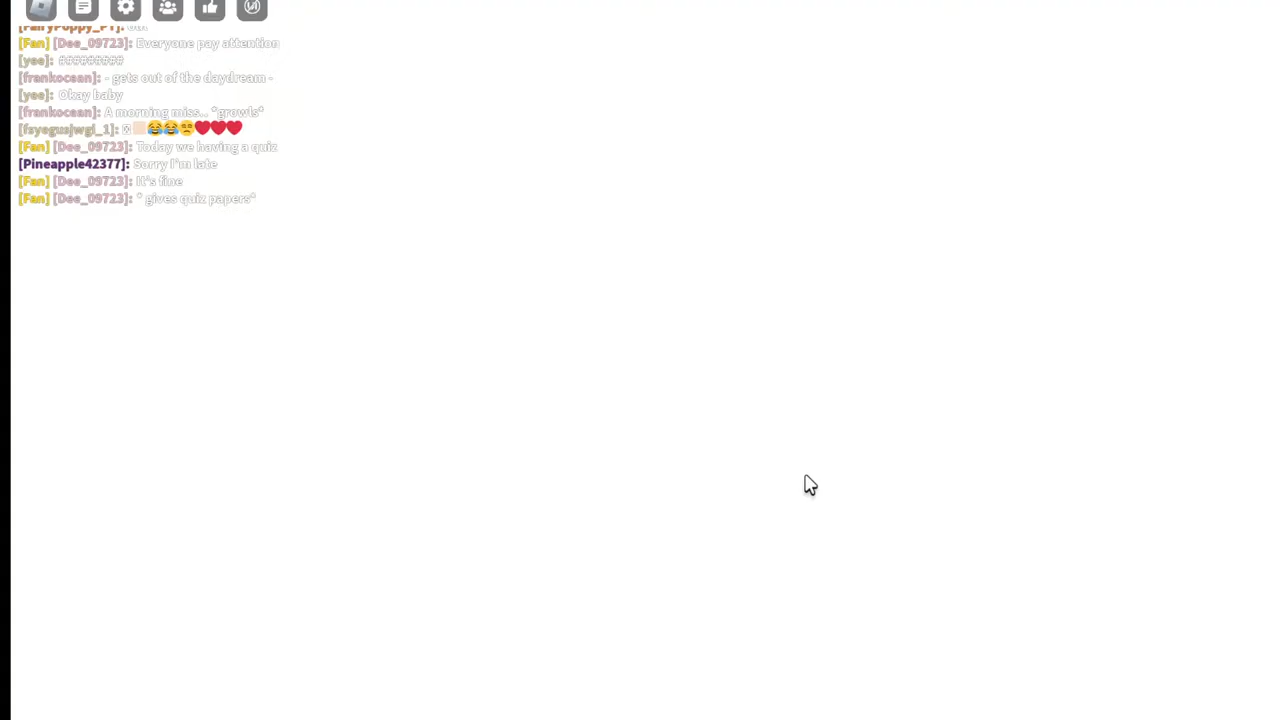 [FairyPoppy_PT]:
[Fan] [Dee_09723]: Everyone pay attention
[yee]: #########
[frankocean]: - gets out of the daydream -
[yee]: Okay baby
[frankocean]: A morning miss.. *growls*
[fsyegusjwgi_1]: 😂😂😒❤❤❤
[Fan] [Dee_09723]: Today we having a quiz
[Pineapple42377]: Sorry I'm late
[Fan] [Dee_09723]: It's fine
[Fan] [Dee_09723]: * gives quiz papers*